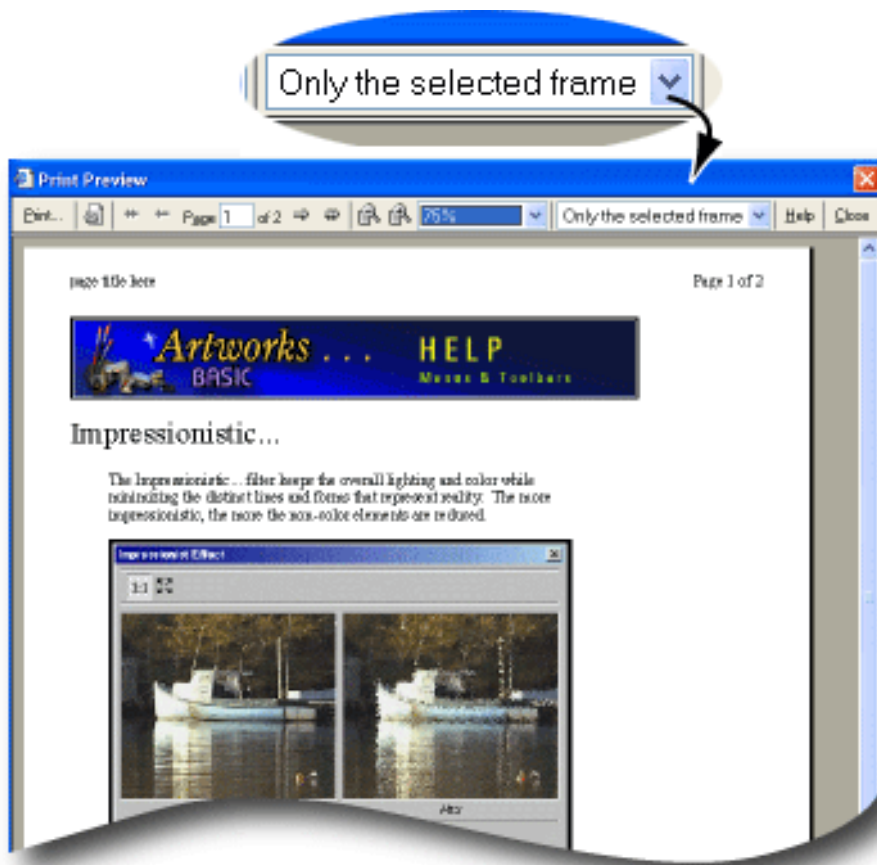 Only the selected frame
Print Preview
Print... Page 1 of 2 75% Only the selected frame Help Close
page title here Page 1 of 2
Artworks . . . HELP
BASIC Menus & Toolbars
Impressionistic...
The Impressionistic... filter keeps the overall lighting and color while
minimizing the distinct lines and forms that represent reality. The more
impressionistic, the more the non-color elements are reduced.
Impressionist Effect
1:1
After